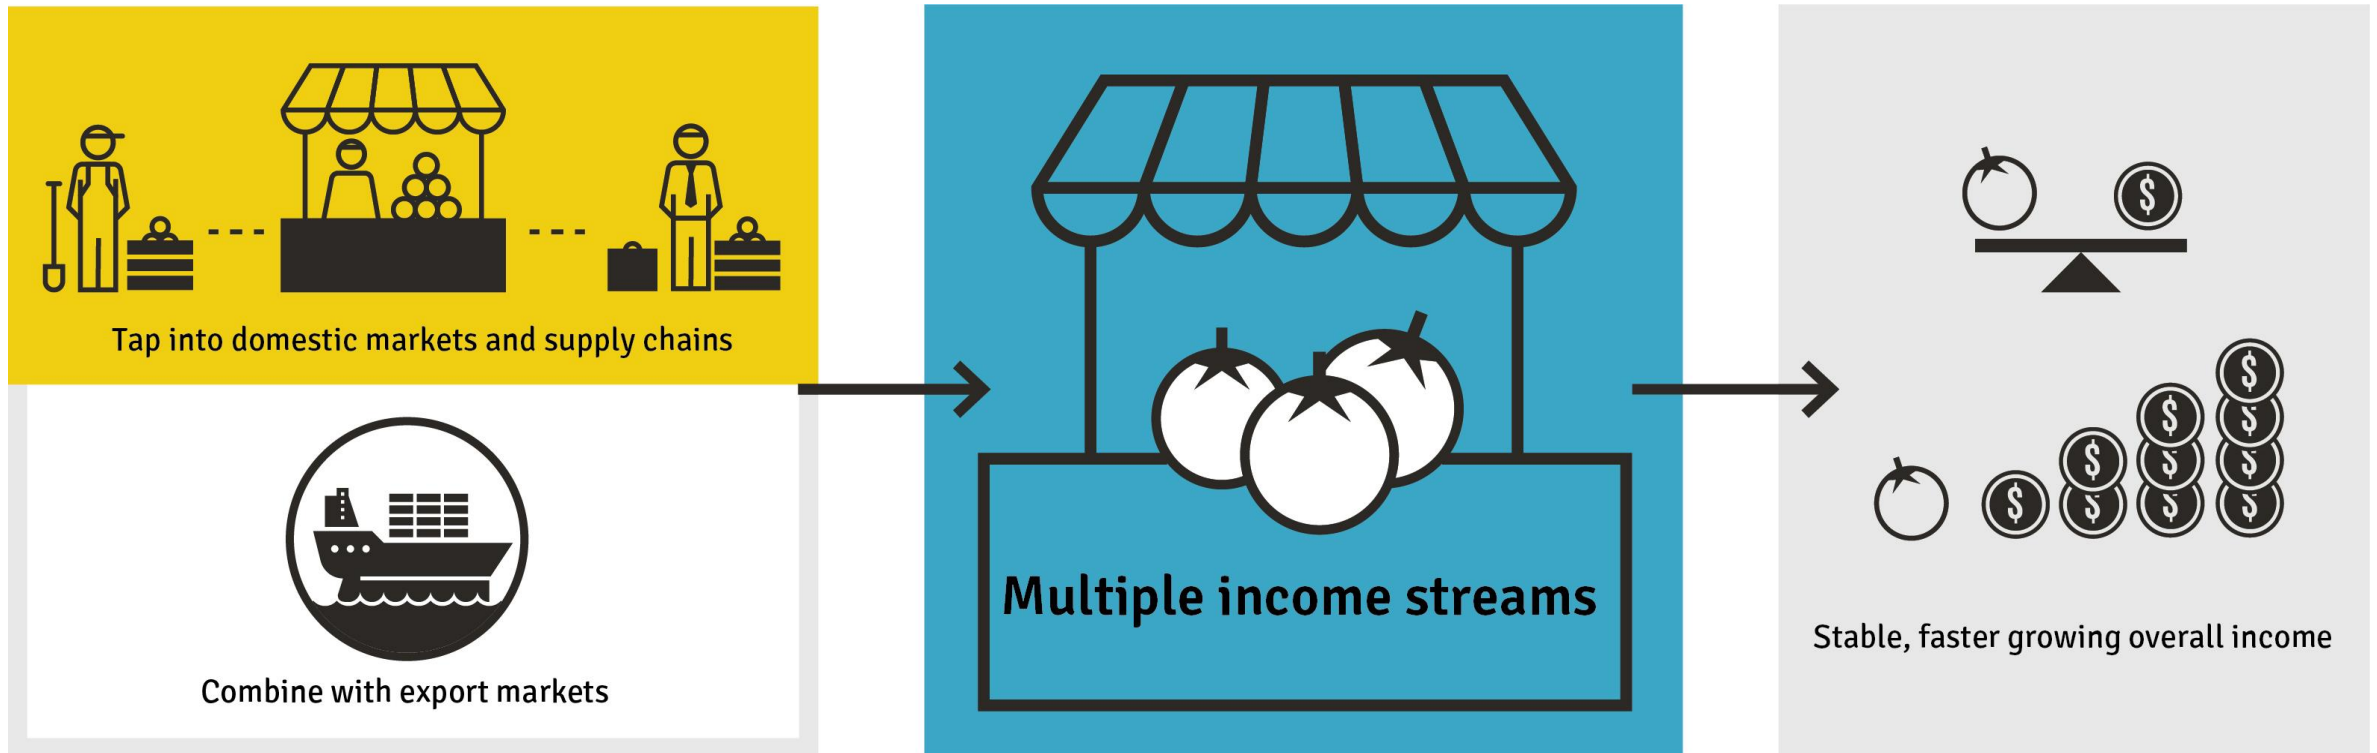 Tap into domestic markets and supply chains
Combine with export markets
Multiple income streams
$
$
$
$
$
$
$
$
$
$
$
Stable, faster growing overall income